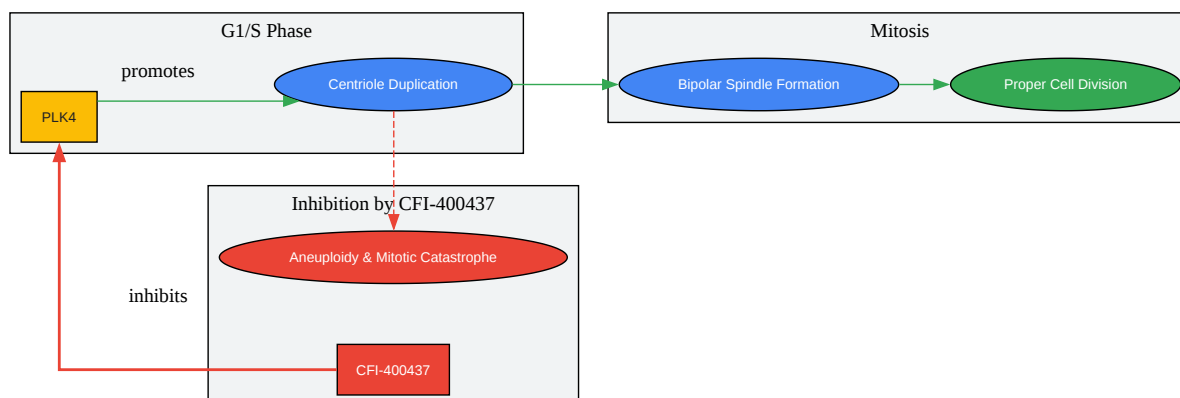 G1/S Phase
Mitosis
promotes
Centriole Duplication
Bipolar Spindle Formation
Proper Cell Division
PLK4
Inhibition by CFI-400437
Aneuploidy & Mitotic Catastrophe
inhibits
CFI-400437